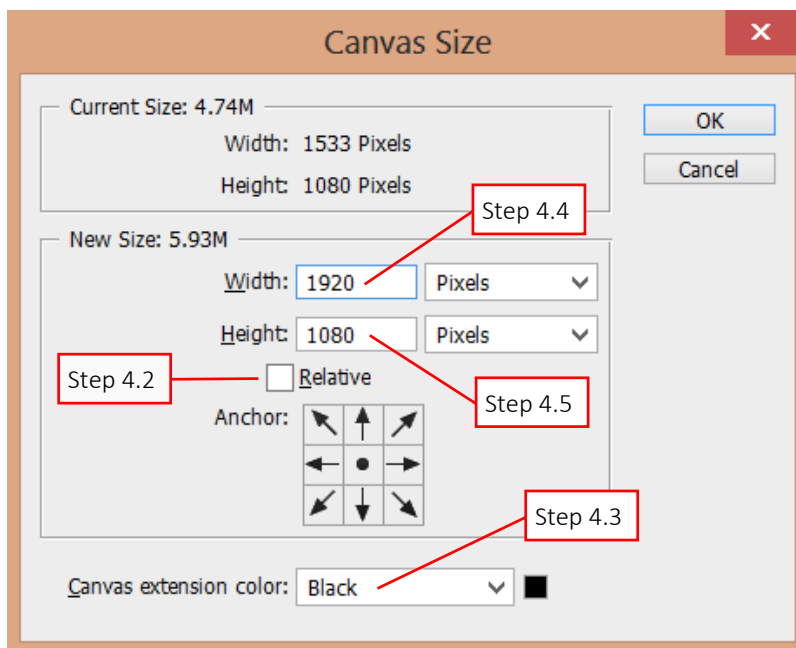 Canvas Size
Current Size: 4.74M
OK
Width: 1533 Pixels
Cancel
Height: 1080 Pixels
Step 4.4
New Size: 5.93M
Width: 1920 Pixels
Height: 1080 Pixels
Step 4.2
Relative
Step 4.5
Anchor:
Step 4.3
Canvas extension color: Black